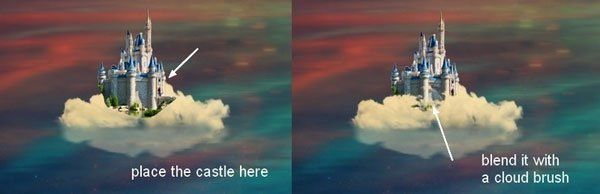 place the castle here
blend it with
a cloud brush